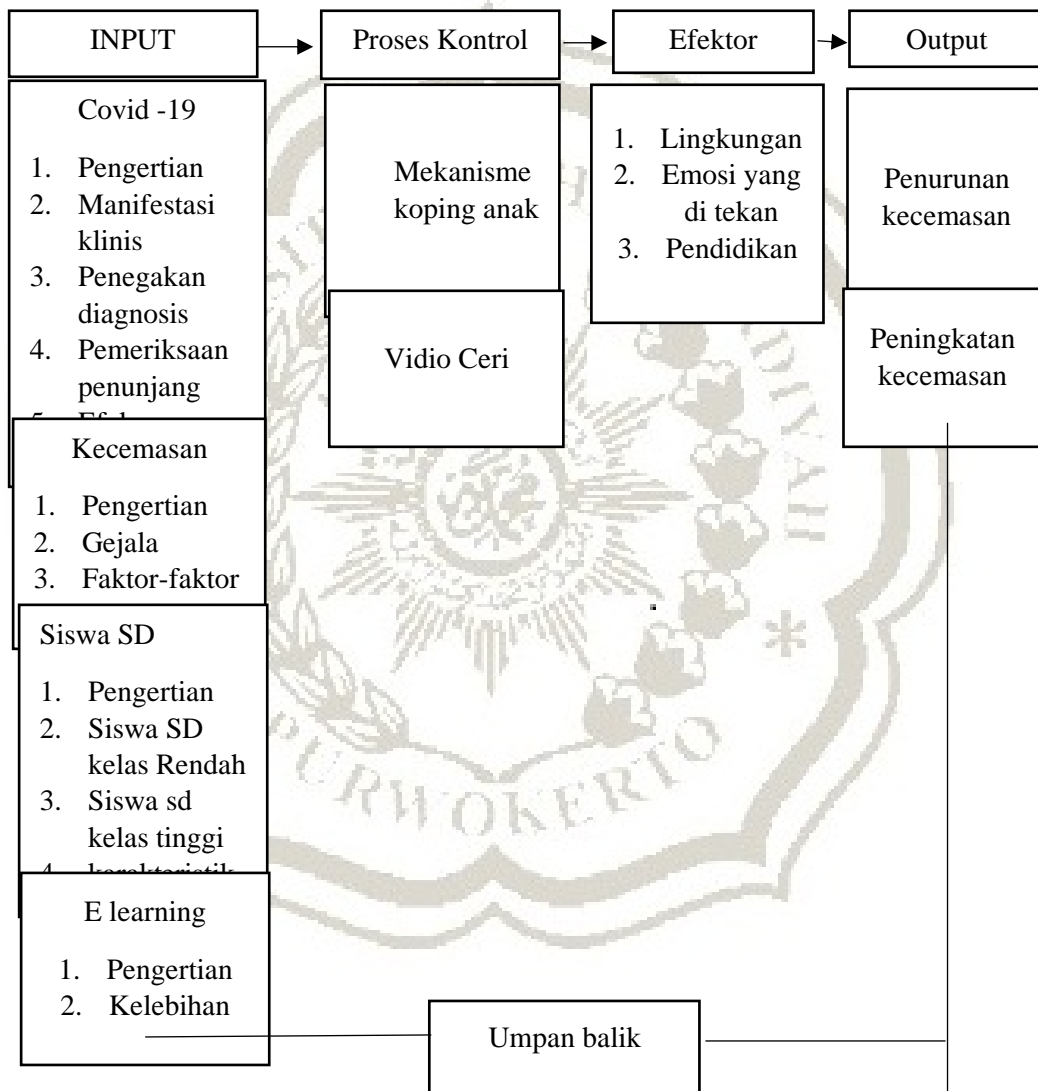 INPUT
Proses Kontrol
Efektor
Output
Covid -19
1. Pengertian
2. Manifestasi
klinis
3. Penegakan
diagnosis
4. Pemeriksaan
penunjang
Kecemasan
1. Pengertian
2. Gejala
3. Faktor-faktor
Siswa SD
1. Pengertian
2. Siswa SD
kelas Rendah
3. Siswa sd
kelas tinggi
4. karakteristik
E learning
1. Pengertian
2. Kelebihan
Mekanisme
koping anak
Vidio Ceri
1. Lingkungan
2. Emosi yang
di tekan
3. Pendidikan
Penurunan
kecemasan
Peningkatan
kecemasan
Umpan balik
PURWOKERTO